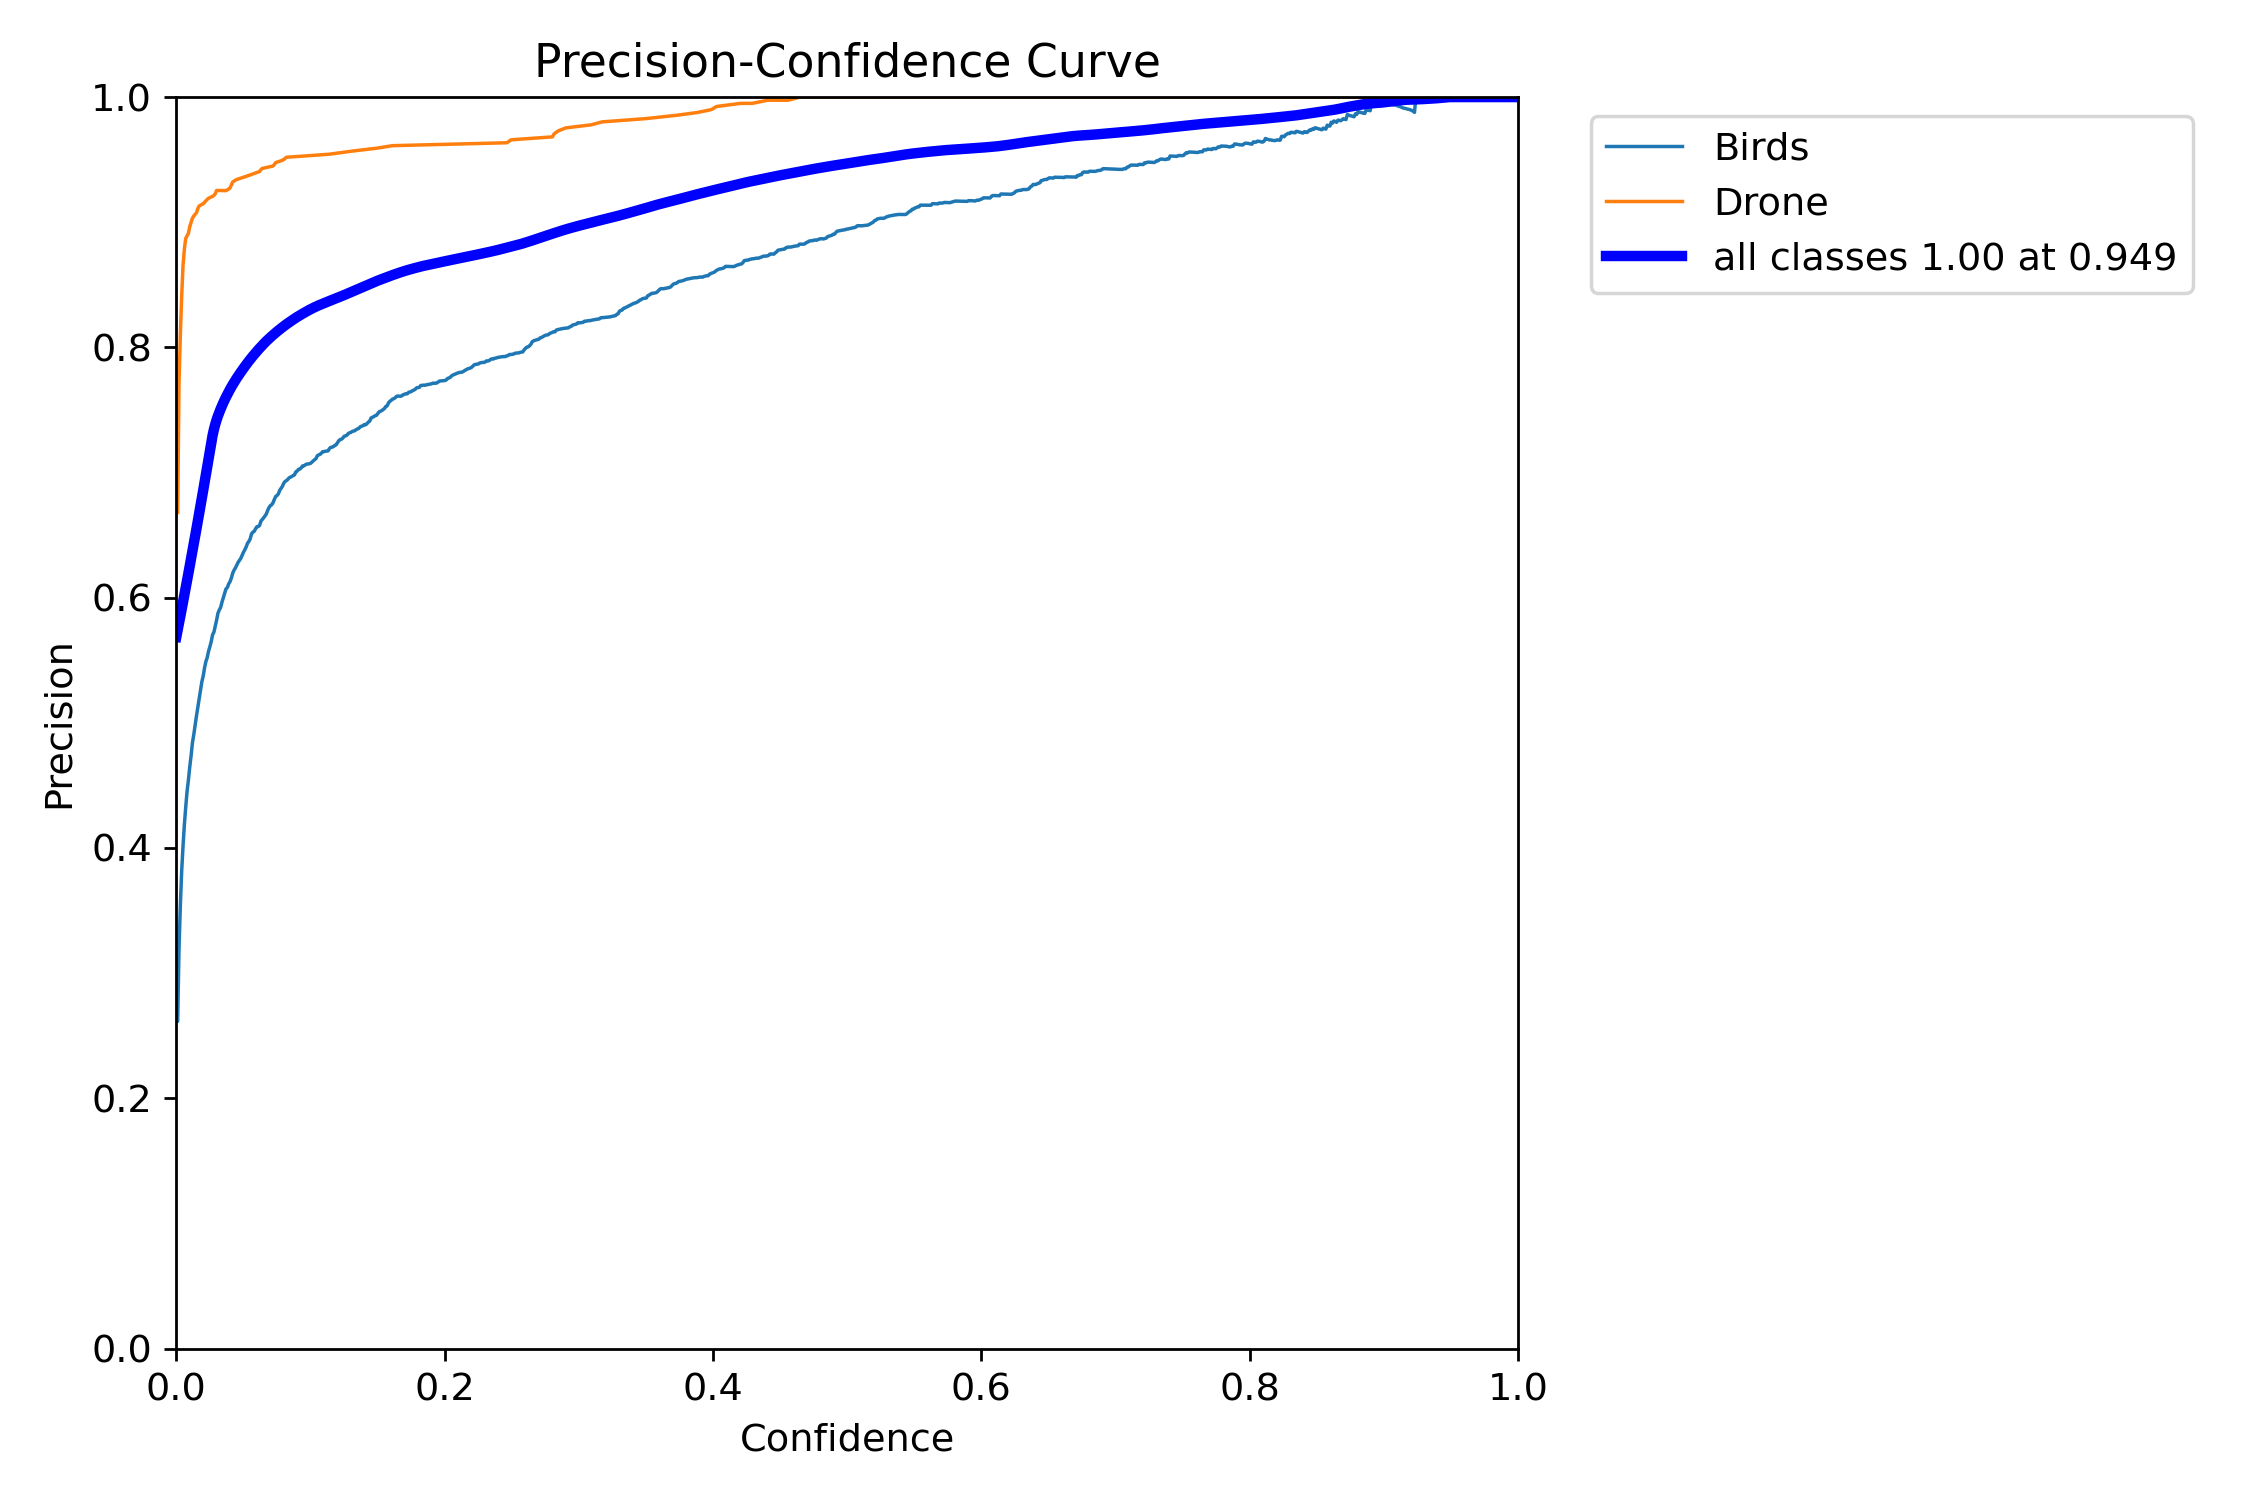 Precision-Confidence Curve
1.0
0.8
0.6
0.4
0.2
0.0
Precision
0.0 0.2 0.4 0.6 0.8 1.0
Confidence
Birds
Drone
all classes 1.00 at 0.949